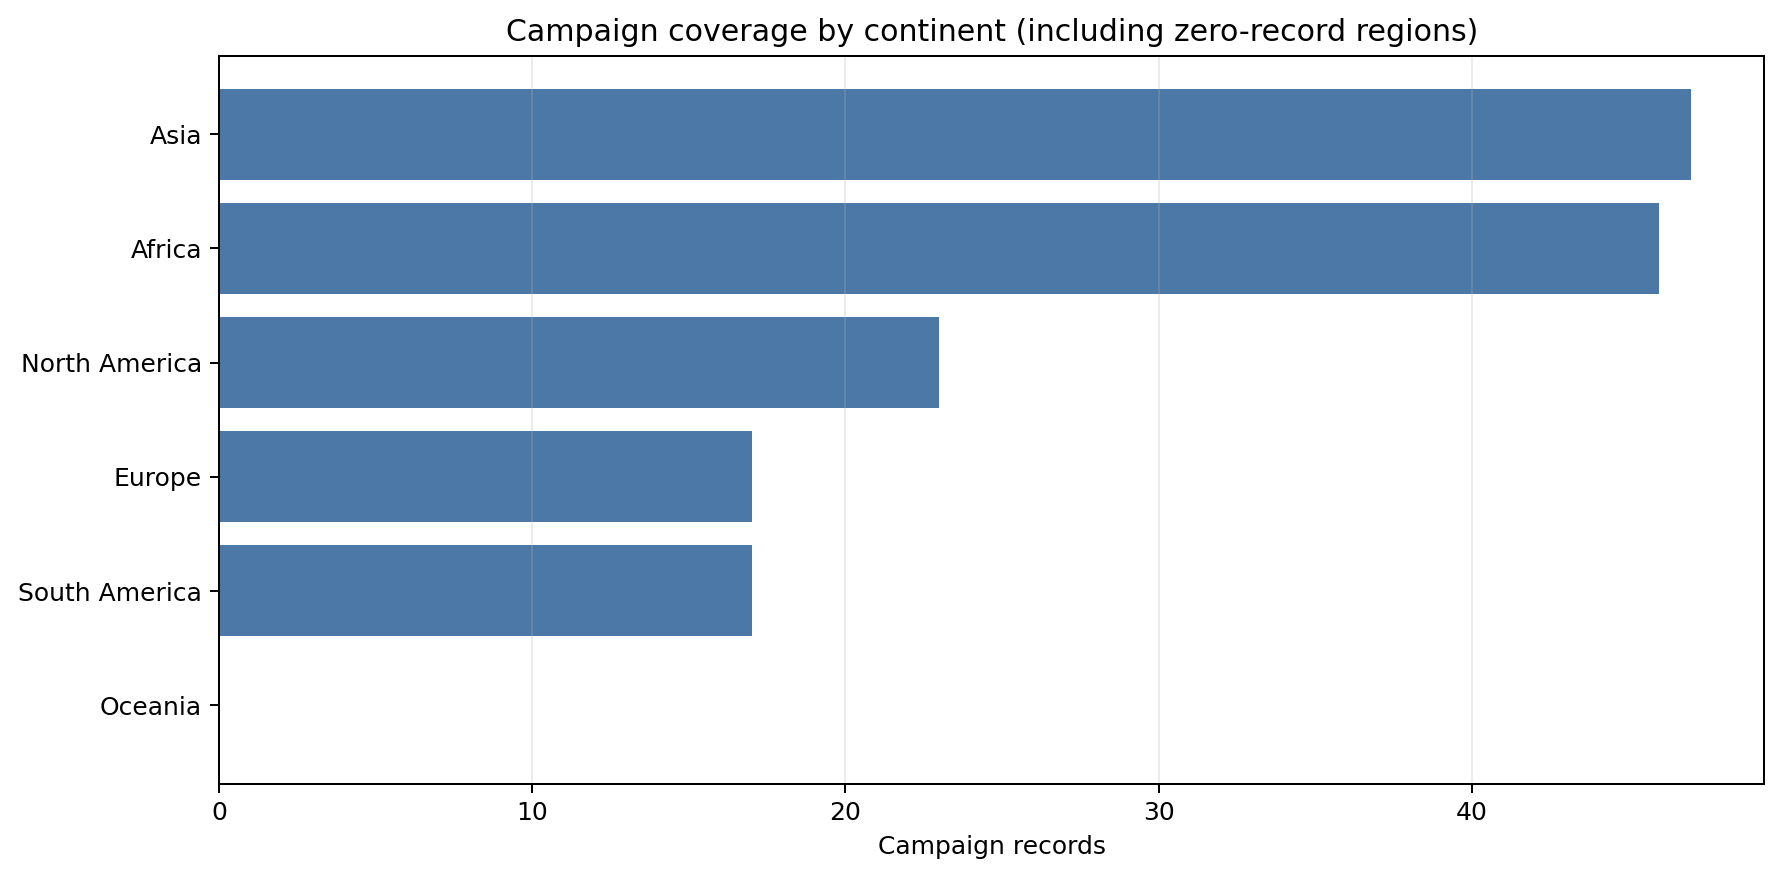 Campaign coverage by continent (including zero-record regions)
Asia
Africa
North America
Europe
South America
Oceania
0 10 20 30 40
Campaign records